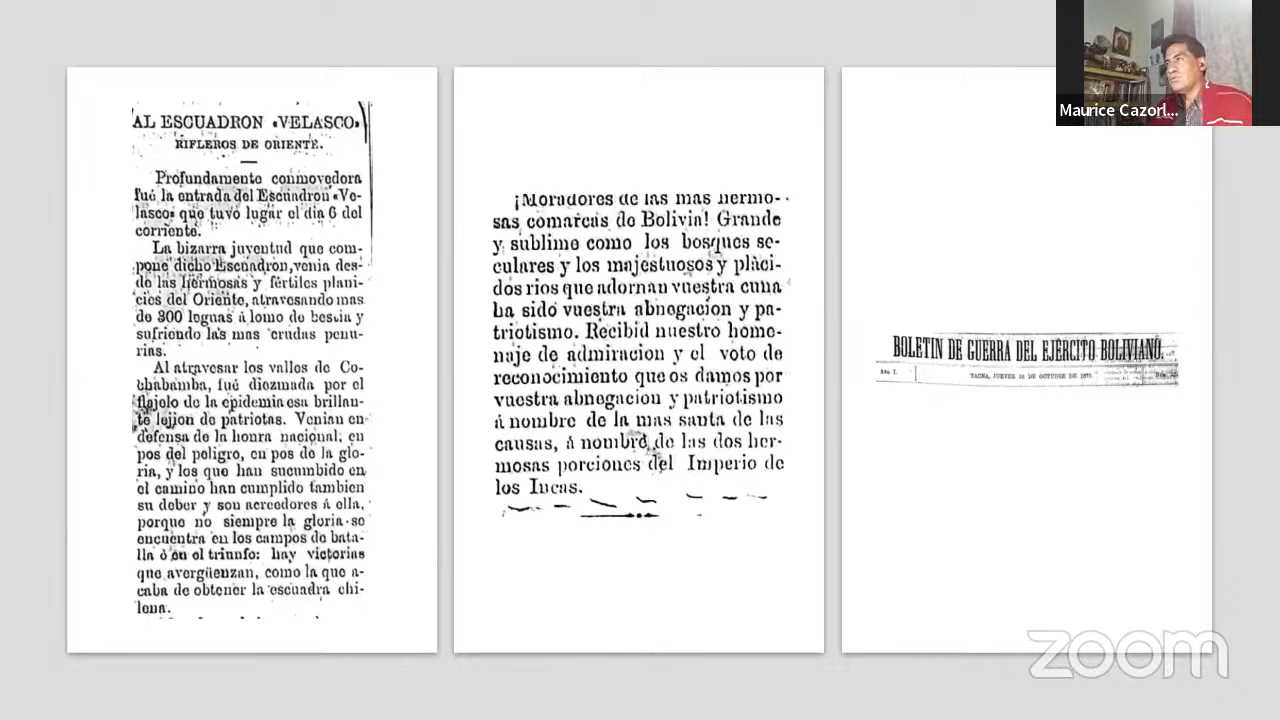 AL ESCUADRON «VELASCO»
RIFLEROS DE ORIENTE.
Profundamente conmovedora
fué la entrada del Escuadron «Ve-
lasco» que tuvo lugar el dia 6 del
corriente.
La bizarra juventud que com-
pone dicho Escuadron, venia des-
de las hermosas y fértiles plani-
cies del Oriente, atravesando mas
de 300 leguas á lomo de bestia y
sufriendo las mas crudas penu-
rias.
Al atravesar los valles de Co-
chabamba, fué diezmada por el
flajelo de la epidemia esa brillan-
te lejion de patriotas. Venian en
defensa de la honra nacional, en
pos del peligro, en pos de la glo-
ria, y los que han sucumbido en
el camino han cumplido tambien
su deber y son acreedores á ella,
porque no siempre la gloria se
encuentra en los campos de bata-
lla ó en el triunfo: hay victorias
que avergüenzan, como la que a-
caba de obtener la escuadra chi-
lena.
¡Moradores de las mas hermo-
sas comarcas de Bolivia! Grande
y sublime como los bosques se-
culares y los majestuosos y pláci-
dos rios que adornan vuestra cuna
ha sido vuestra abnegacion y pa-
triotismo. Recibid nuestro home-
naje de admiracion y el voto de
reconocimiento que os damos por
vuestra abnegacion y patriotismo
á nombre de la mas santa de las
causas, á nombre de las dos her-
mosas porciones del Imperio de
los Incas.
BOLETIN DE GUERRA DEL EJÉRCITO BOLIVIANO.
Año I.
TACNA, JUEVES DE OCTUBRE DE
Maurice Cazorl...
zoom